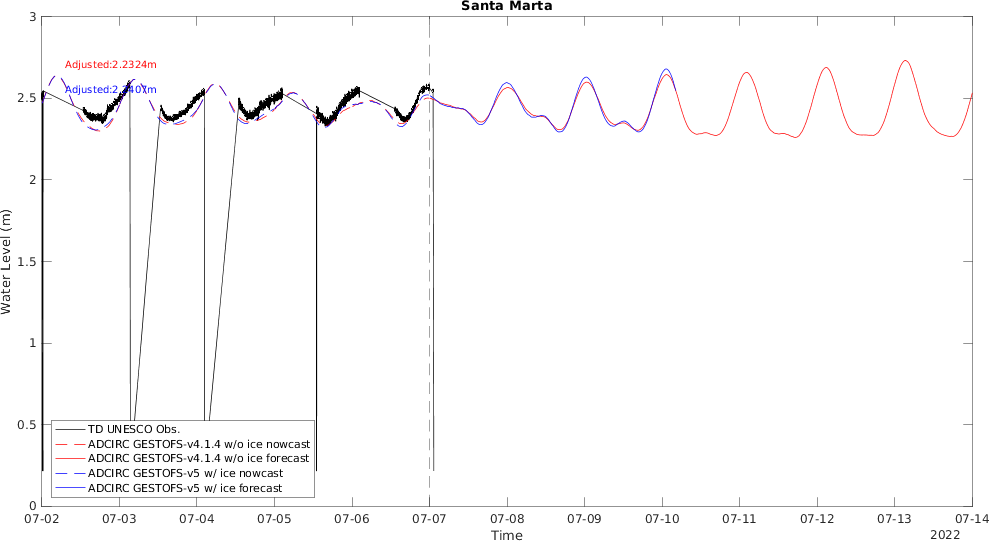 Santa Marta
Adjusted:2.2324m
Water Level (m)
3
2.5
2
1.5
1
0.5
0
TD UNESCO Obs.
ADCIRC GESTOFS-v4.1.4 w/o ice nowcast
ADCIRC GESTOFS-v4.1.4 w/o ice forecast
ADCIRC GESTOFS-v5 w/ ice nowcast
ADCIRC GESTOFS-v5 w/ ice forecast
07-02 07-03 07-04 07-05 07-06 07-07 07-08 07-09 07-10 07-11 07-12 07-13 07-14
Time
2022